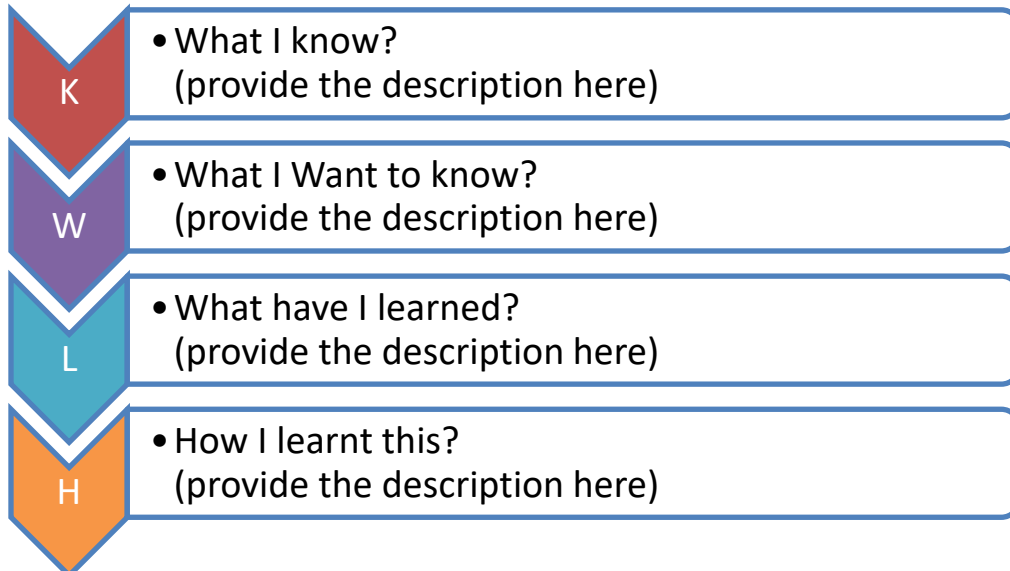 K
• What I know?
(provide the description here)
W
• What I Want to know?
(provide the description here)
L
• What have I learned?
(provide the description here)
H
• How I learnt this?
(provide the description here)